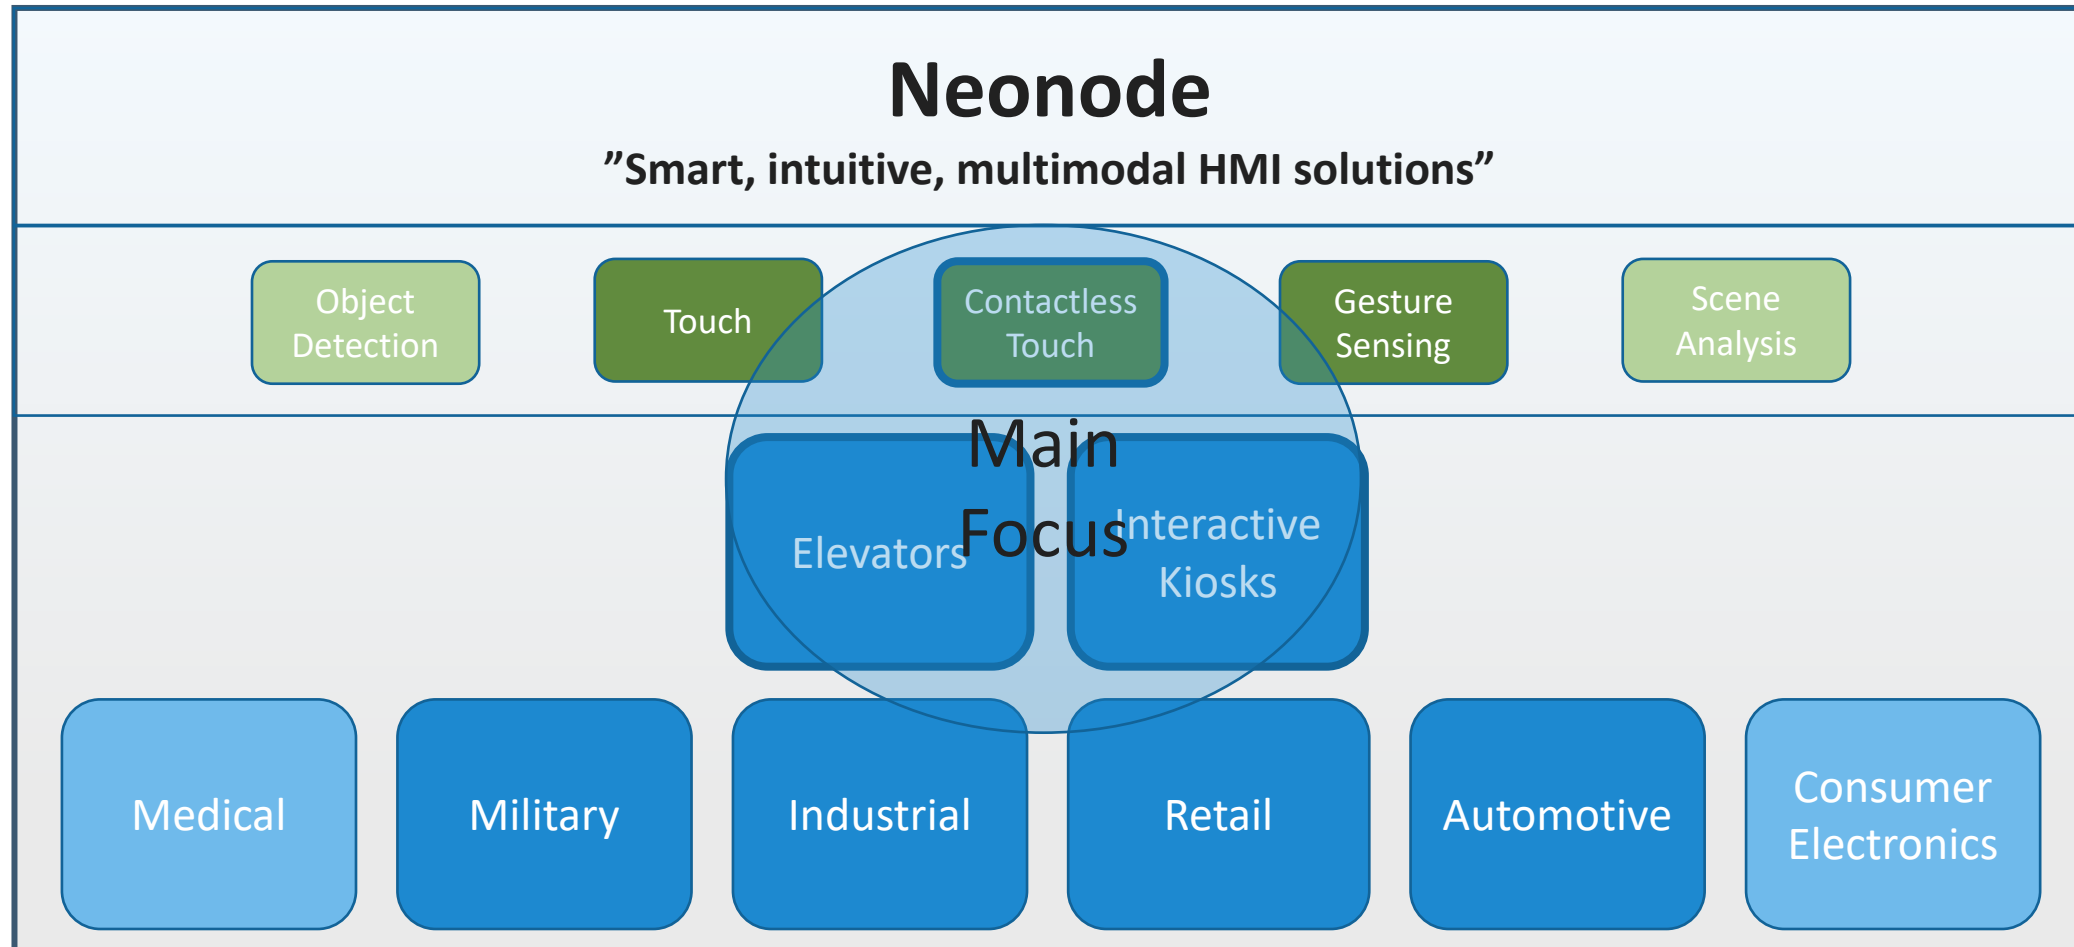 Neonode
”Smart, intuitive, multimodal HMI solutions”
Object
Detection
Touch
Contactless
Touch
Gesture
Sensing
Scene
Analysis
Main
Focus
Elevators
Interactive
Kiosks
Medical
Military
Industrial
Retail
Automotive
Consumer
Electronics